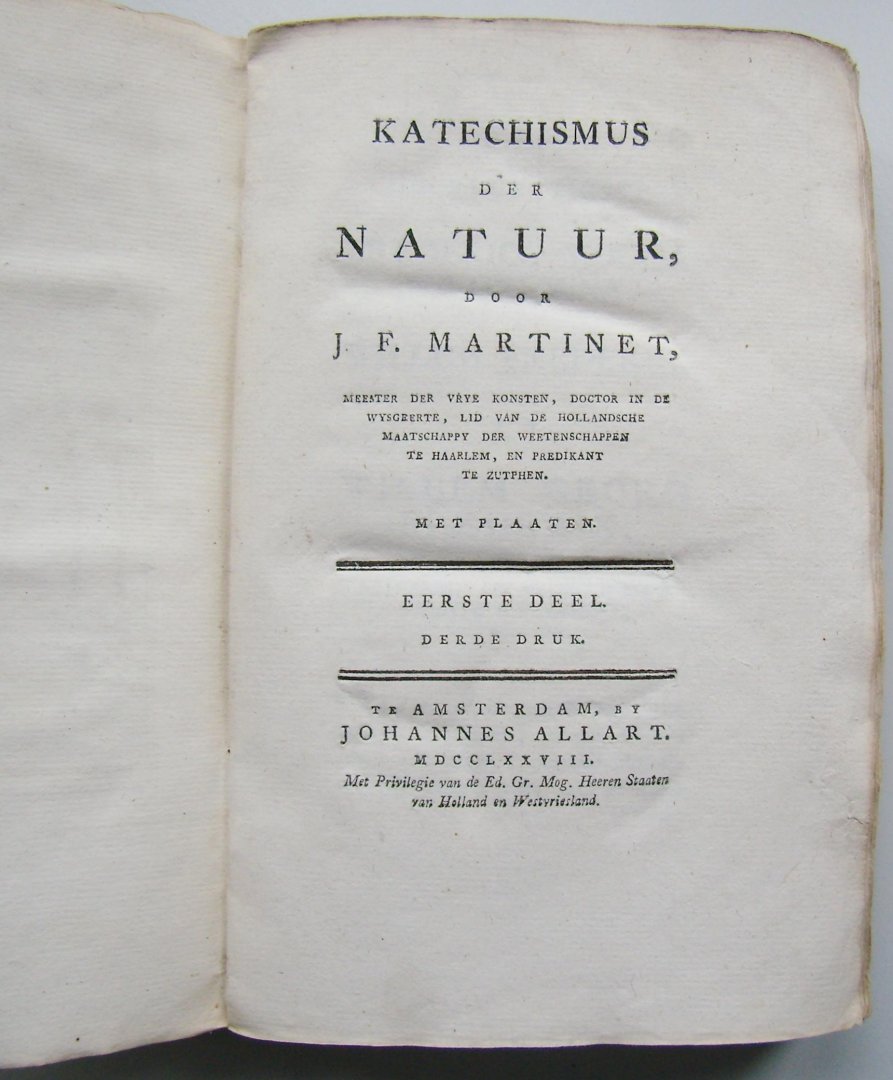 KATECHISMUS
DER
NATUUR,
DOOR
J. F. MARTINET,
MEESTER DER VRYE KONSTEN, DOCTOR IN DE
WYSGEERTE, LID VAN DE HOLLANDSCHE
MAATSCHAPPY DER WEETENSCHAPPEN
TE HAARLEM, EN PREDIKANT
TE ZUTPHEN.
MET PLAATEN.
EERSTE DEEL.
DERDE DRUK.
TE AMSTERDAM, BY
JOHANNES ALLART.
MDCCLXXVIII.
Met Privilegie van de Ed. Gr. Mog. Heeren Staaten
van Holland en Westvriesland.